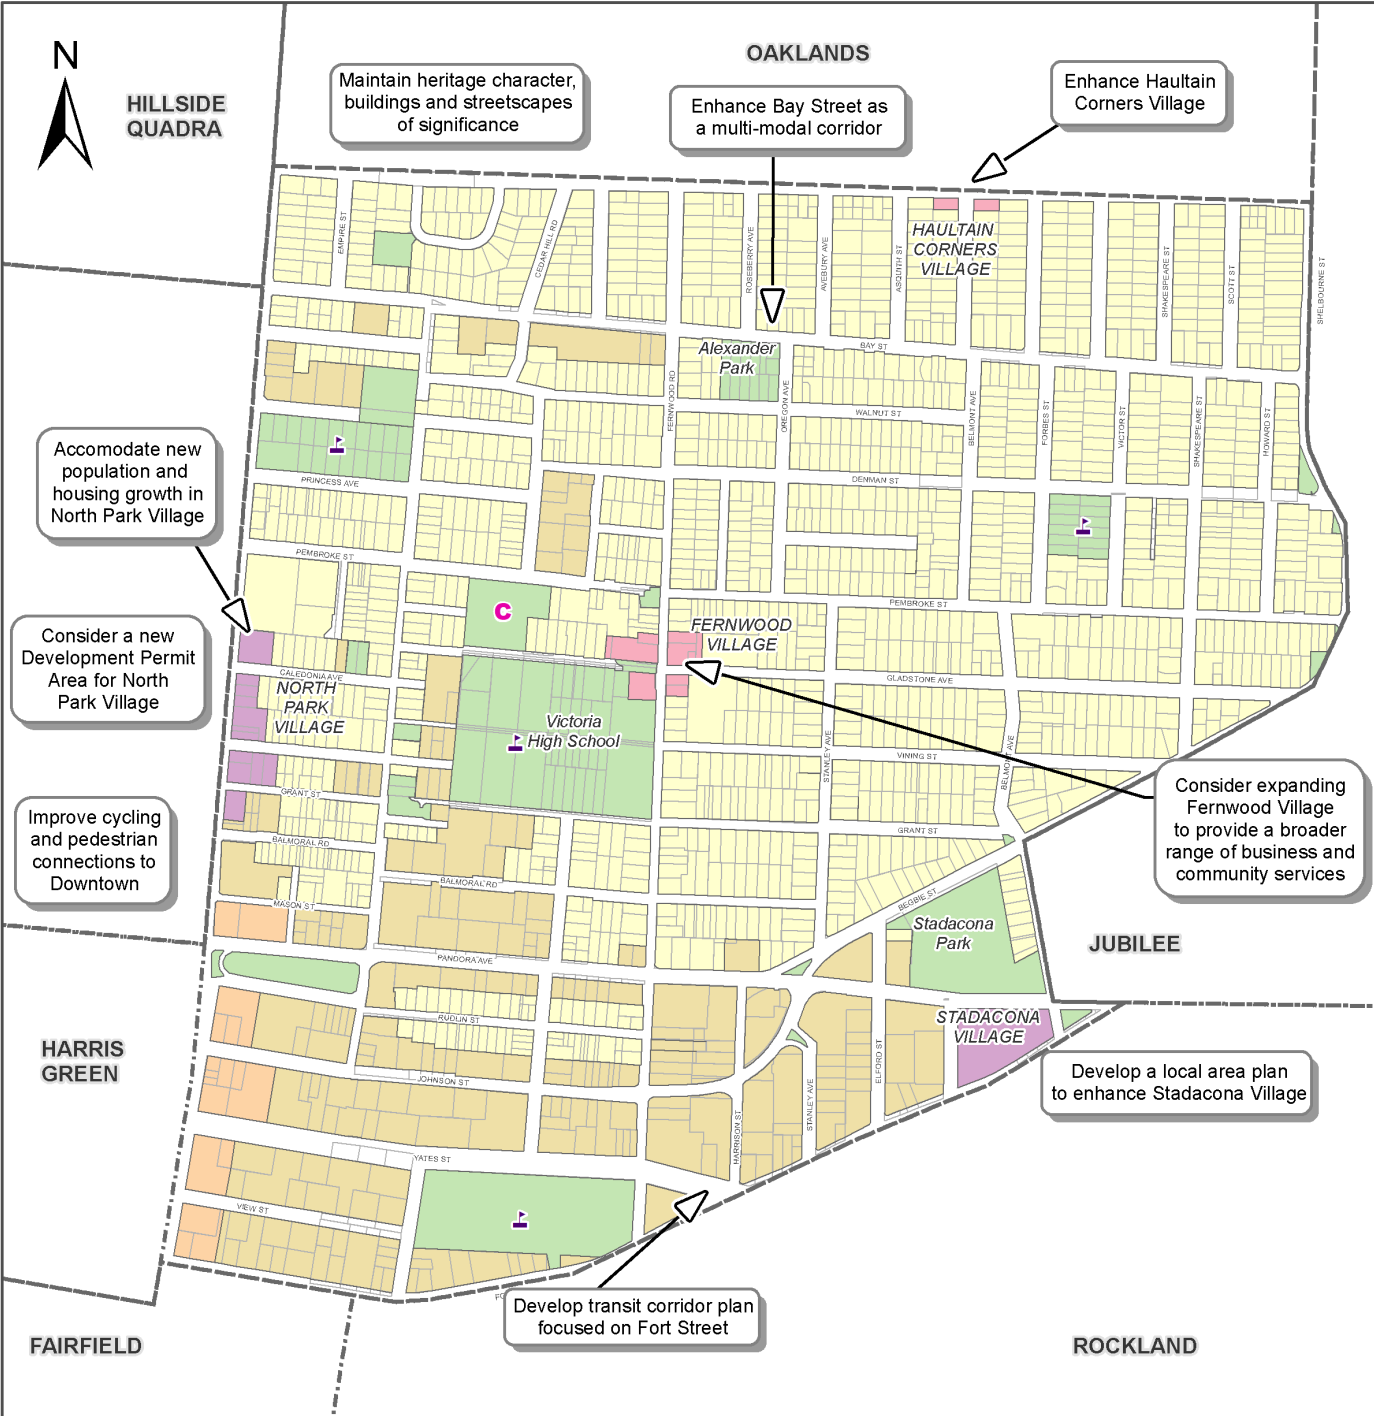 N
HILLSIDE
QUADRA
OAKLANDS
Maintain heritage character,
buildings and streetscapes
of significance
Enhance Bay Street as
a multi-modal corridor
Enhance Haultain
Corners Village
EMPIRE ST
CEDAR HILL RD
ROSEBERRY AVE
AVEBURY AVE
ASQUITH ST
HAULTAIN
CORNERS
VILLAGE
SHAKESPEARE ST
SCOTT ST
SHELBOURNE ST
BAY ST
Alexander
Park
FERNWOOD RD
OREGON AVE
WALNUT ST
BELMONT AVE
FORBES ST
VICTOR ST
SHAKESPEARE ST
HOWARD ST
Accomodate new
population and
housing growth in
North Park Village
PRINCESS AVE
DENMAN ST
PEMBROKE ST
C
PEMBROKE ST
FERNWOOD
VILLAGE
Consider a new
Development Permit
Area for North
Park Village
CALEDONIA AVE
GLADSTONE AVE
NORTH
PARK
VILLAGE
Victoria
High School
STANLEY AVE
VINING ST
BELMONT AVE
GRANT ST
Consider expanding
Fernwood Village
to provide a broader
range of business and
community services
Improve cycling
and pedestrian
connections to
Downtown
GRANT ST
BALMORAL RD
BALMORAL RD
BEGBIE ST
MASON ST
Stadacona
Park
JUBILEE
PANDORA AVE
RUDLIN ST
STADACONA
VILLAGE
HARRIS
GREEN
JOHNSON ST
ELFORD ST
STANLEY AVE
HARRISON ST
Develop a local area plan
to enhance Stadacona Village
YATES ST
VIEW ST
FO
Develop transit corridor plan
focused on Fort Street
FAIRFIELD
ROCKLAND